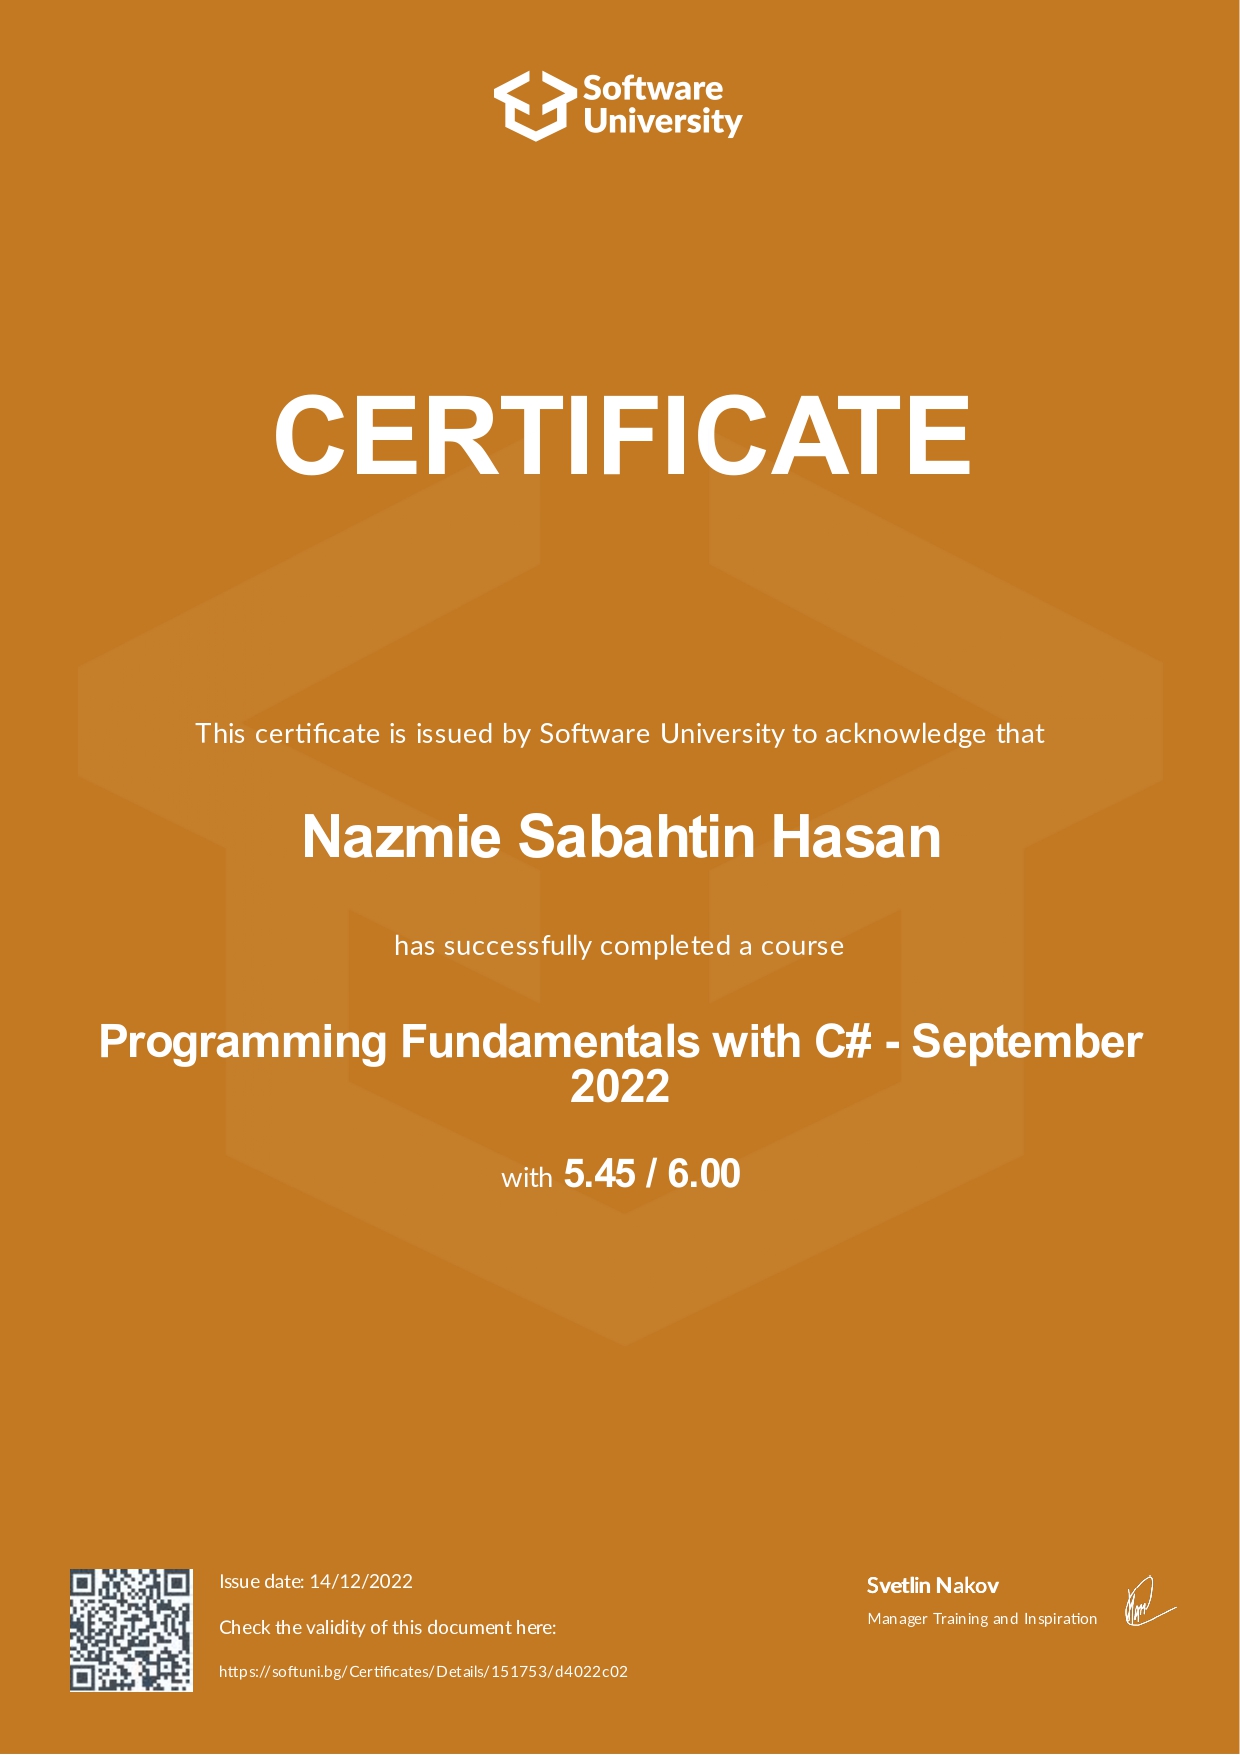 Software
University
CERTIFICATE
This certificate is issued by Software University to acknowledge that
Nazmie Sabahtin Hasan
has successfully completed a course
Programming Fundamentals with C# - September
2022
with 5.45 / 6.00
Issue date: 14/12/2022
Check the validity of this document here:
https://softuni.bg/Certificates/Details/151753/d4022c02
Svetlin Nakov
Manager Training and Inspiration